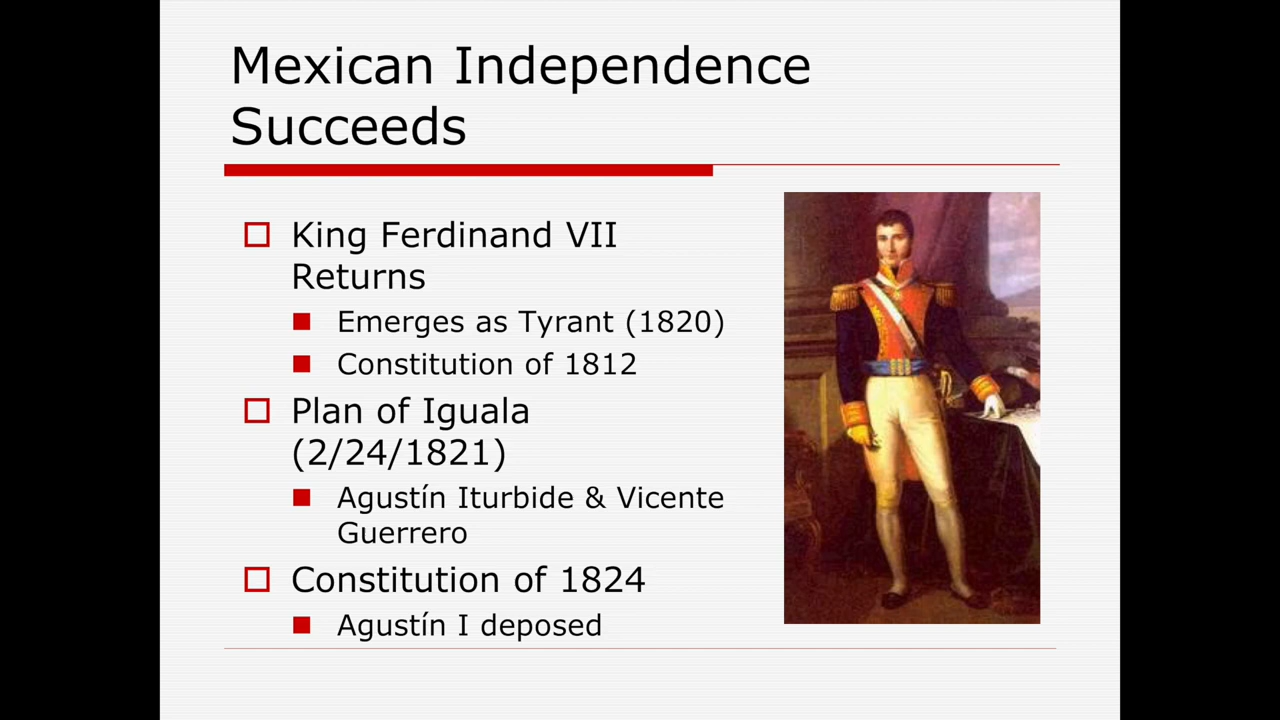 Mexican Independence
Succeeds
King Ferdinand VII
Returns
Emerges as Tyrant (1820)
Constitution of 1812
Plan of Iguala
(2/24/1821)
Agustín Iturbide & Vicente
Guerrero
Constitution of 1824
Agustín I deposed